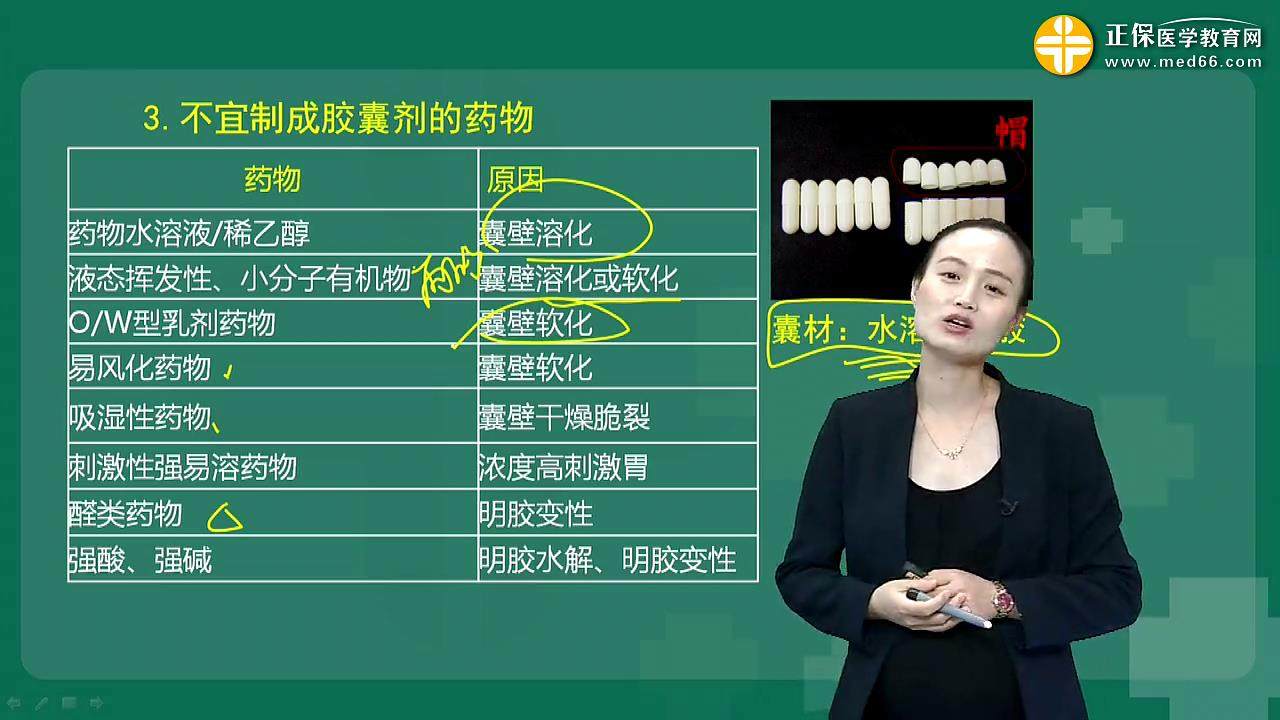 正保医学教育网
www.med66.com
3. 不宜制成胶囊剂的药物
药物
原因
药物水溶液/稀乙醇
囊壁溶化
液态挥发性、小分子有机物
囊壁溶化或软化
O/W型乳剂药物
囊壁软化
易风化药物
囊壁软化
吸湿性药物
囊壁干燥脆裂
刺激性强易溶药物
浓度高刺激胃
醛类药物
明胶变性
强酸、强碱
明胶水解、明胶变性
帽
囊材：水溶
胶